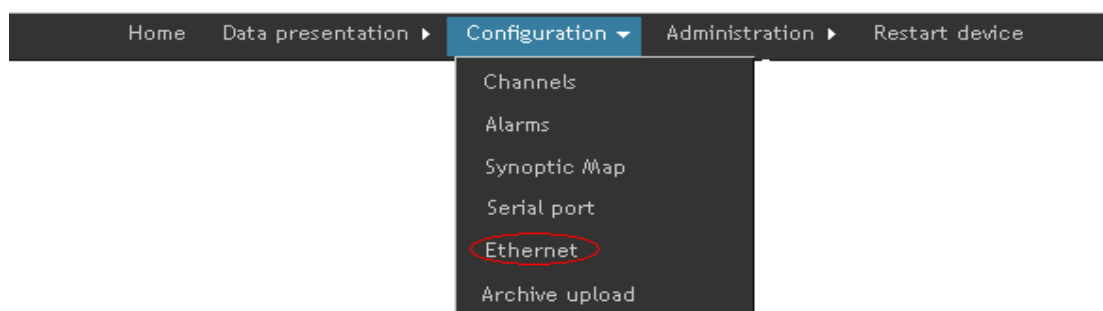 Home Data presentation Configuration Administration Restart device
Channels
Alarms
Synoptic Map
Serial port
Ethernet
Archive upload